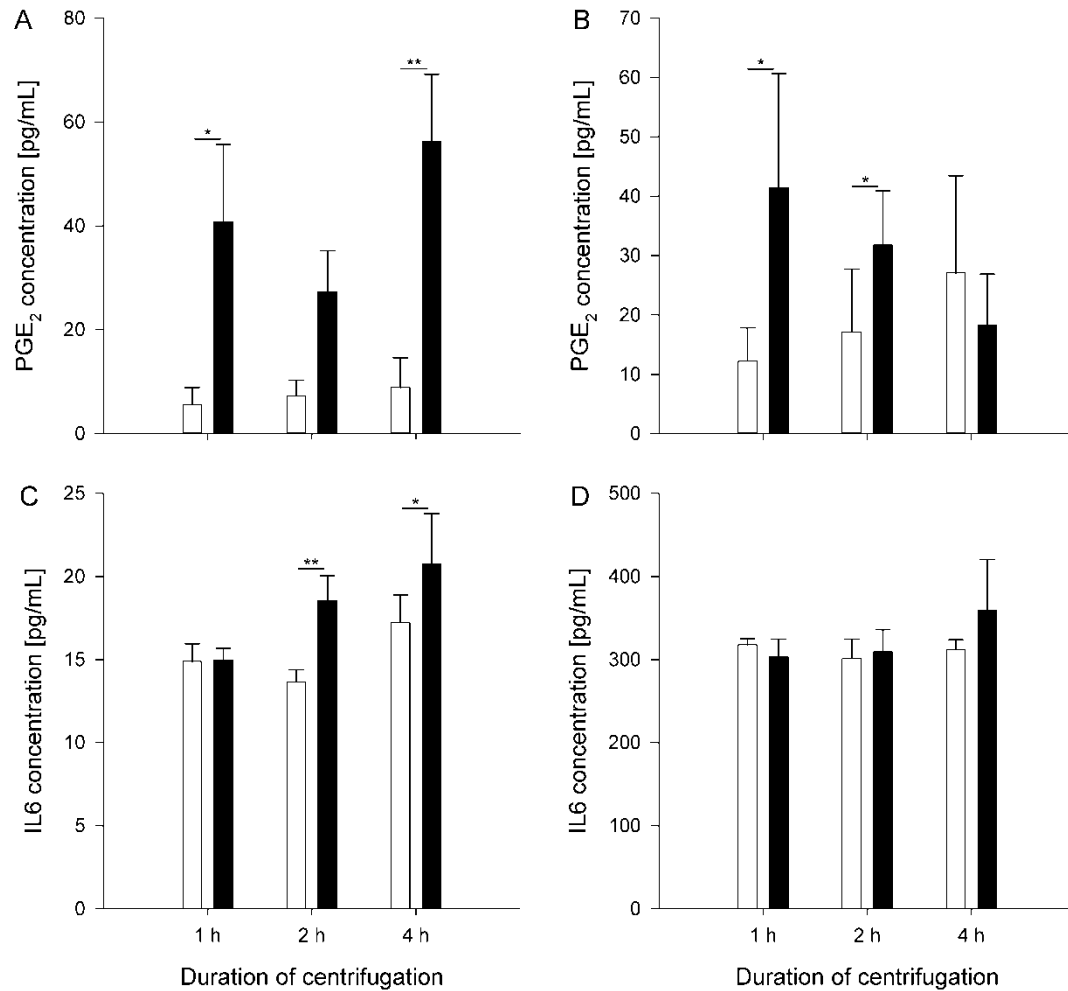 A
PGE2 concentration [pg/mL]
80
60
40
20
0
*
**
B
PGE2 concentration [pg/mL]
70
60
50
40
30
20
10
0
*
*
C
IL6 concentration [pg/mL]
25
20
15
10
5
0
**
*
1 h 2 h 4 h
Duration of centrifugation
D
IL6 concentration [pg/mL]
500
400
300
200
100
0
1 h 2 h 4 h
Duration of centrifugation